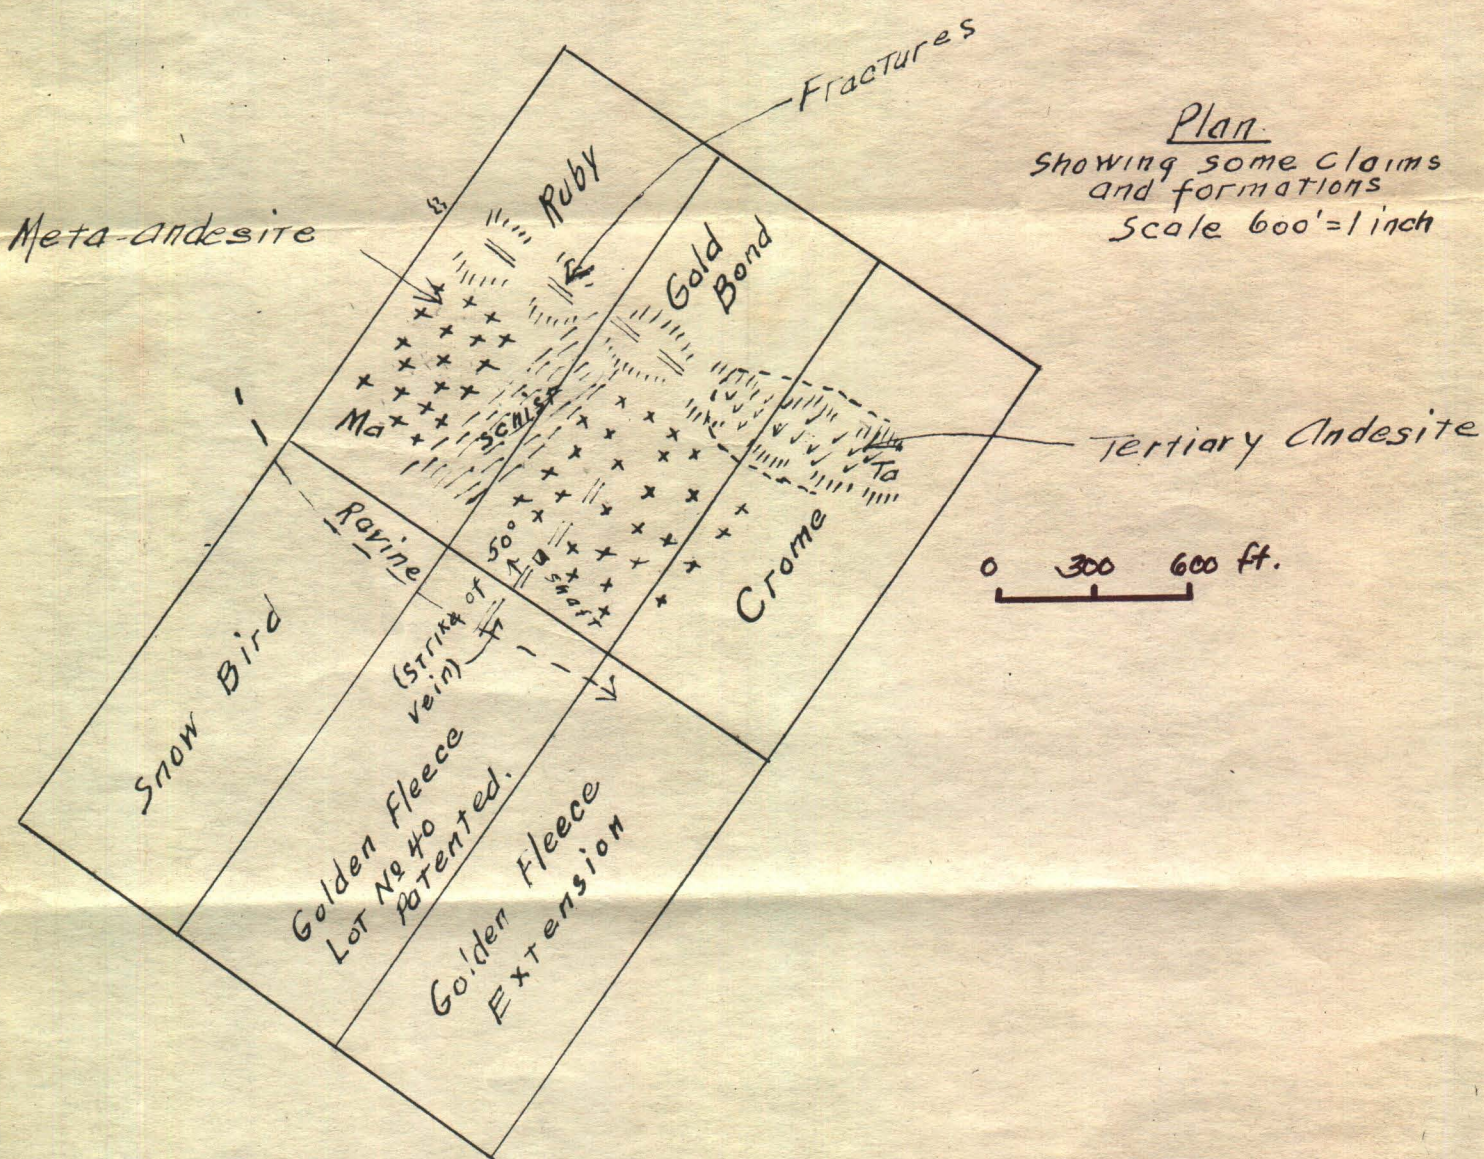 Fractures
Plan
Showing some claims
and formations
Scale 600'=1 inch
Ruby
Meta-andesite
Gold
Bond
Schist
Ma
Tertiary Andesite
Ta
Ravine
50°
shaft
Crome
0 300 600 ft.
(strike of
vein)
Snow Bird
Golden Fleece
Lot No 40
Patented.
Golden Fleece
Extension